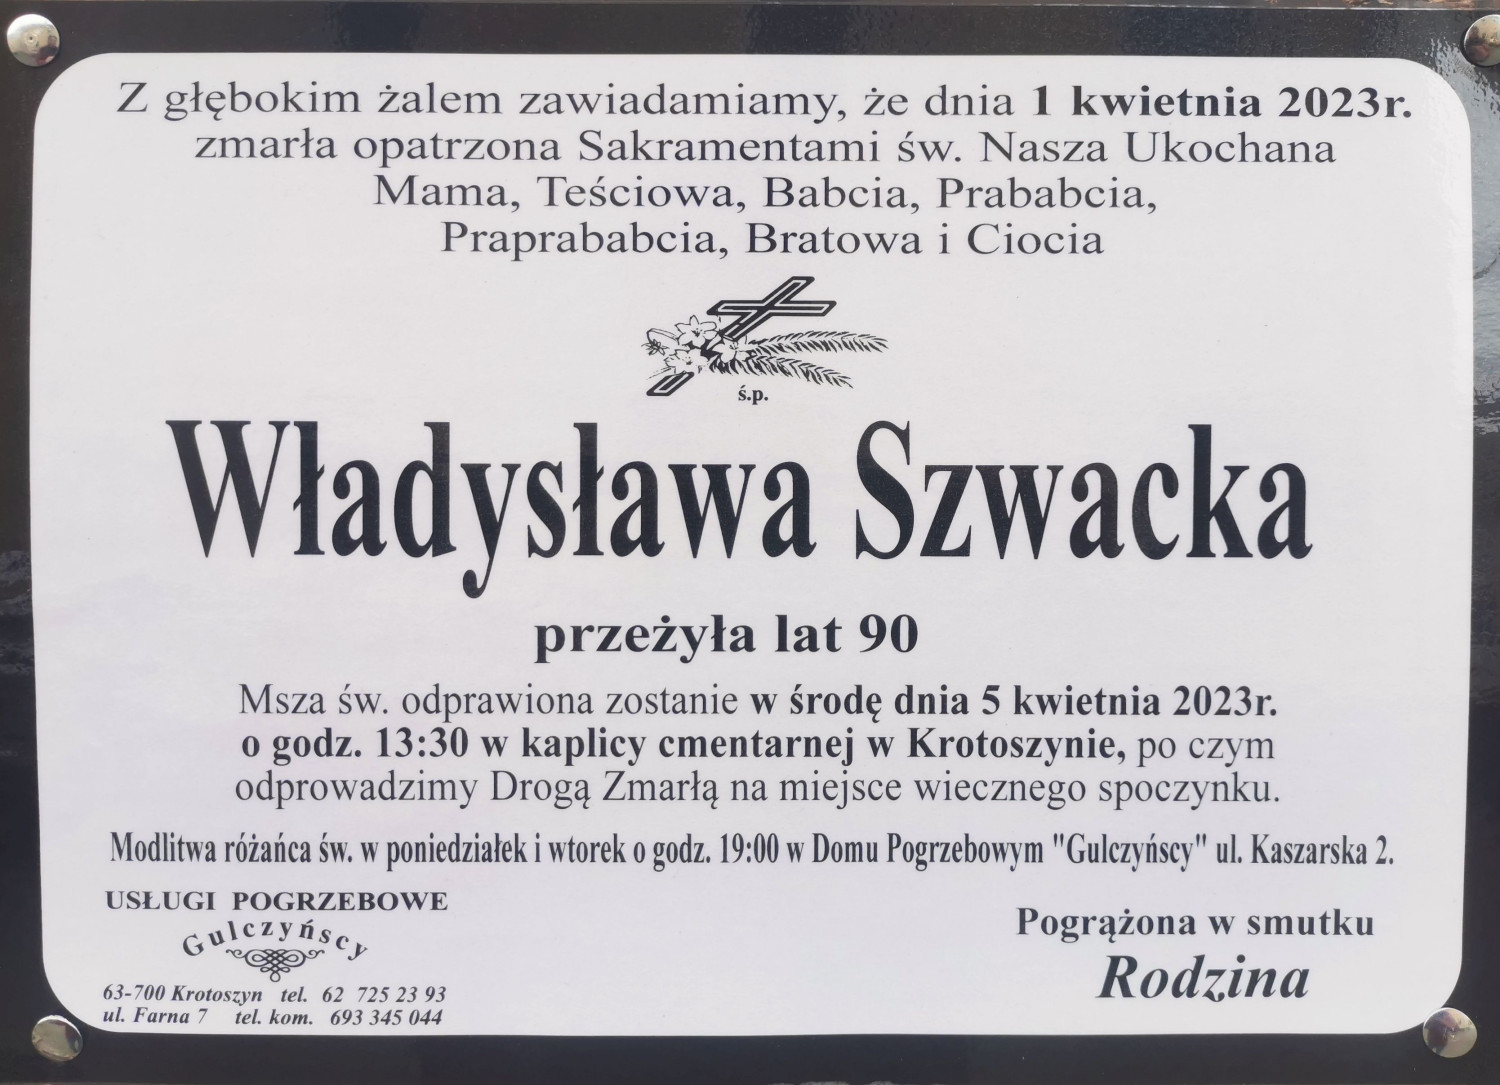 Z głębokim żalem zawiadamiamy, że dnia 1 kwietnia 2023r.
zmarła opatrzona Sakramentami św. Nasza Ukochana
Mama, Teściowa, Babcia, Prababcia,
Praprababcia, Bratowa i Ciocia
ś.p.
Władysława Szwacka
przeżyła lat 90
Msza św. odprawiona zostanie w środę dnia 5 kwietnia 2023r.
o godz. 13:30 w kaplicy cmentarnej w Krotoszynie, po czym
odprowadzimy Drogą Zmarłą na miejsce wiecznego spoczynku.
Modlitwa różańca św. w poniedziałek i wtorek o godz. 19:00 w Domu Pogrzebowym "Gulczyńscy" ul. Kaszarska 2.
USŁUGI POGRZEBOWE
Gulczyńscy
63-700 Krotoszyn tel. 62 725 23 93
ul. Farna 7 tel. kom. 693 345 044
Pogrążona w smutku
Rodzina